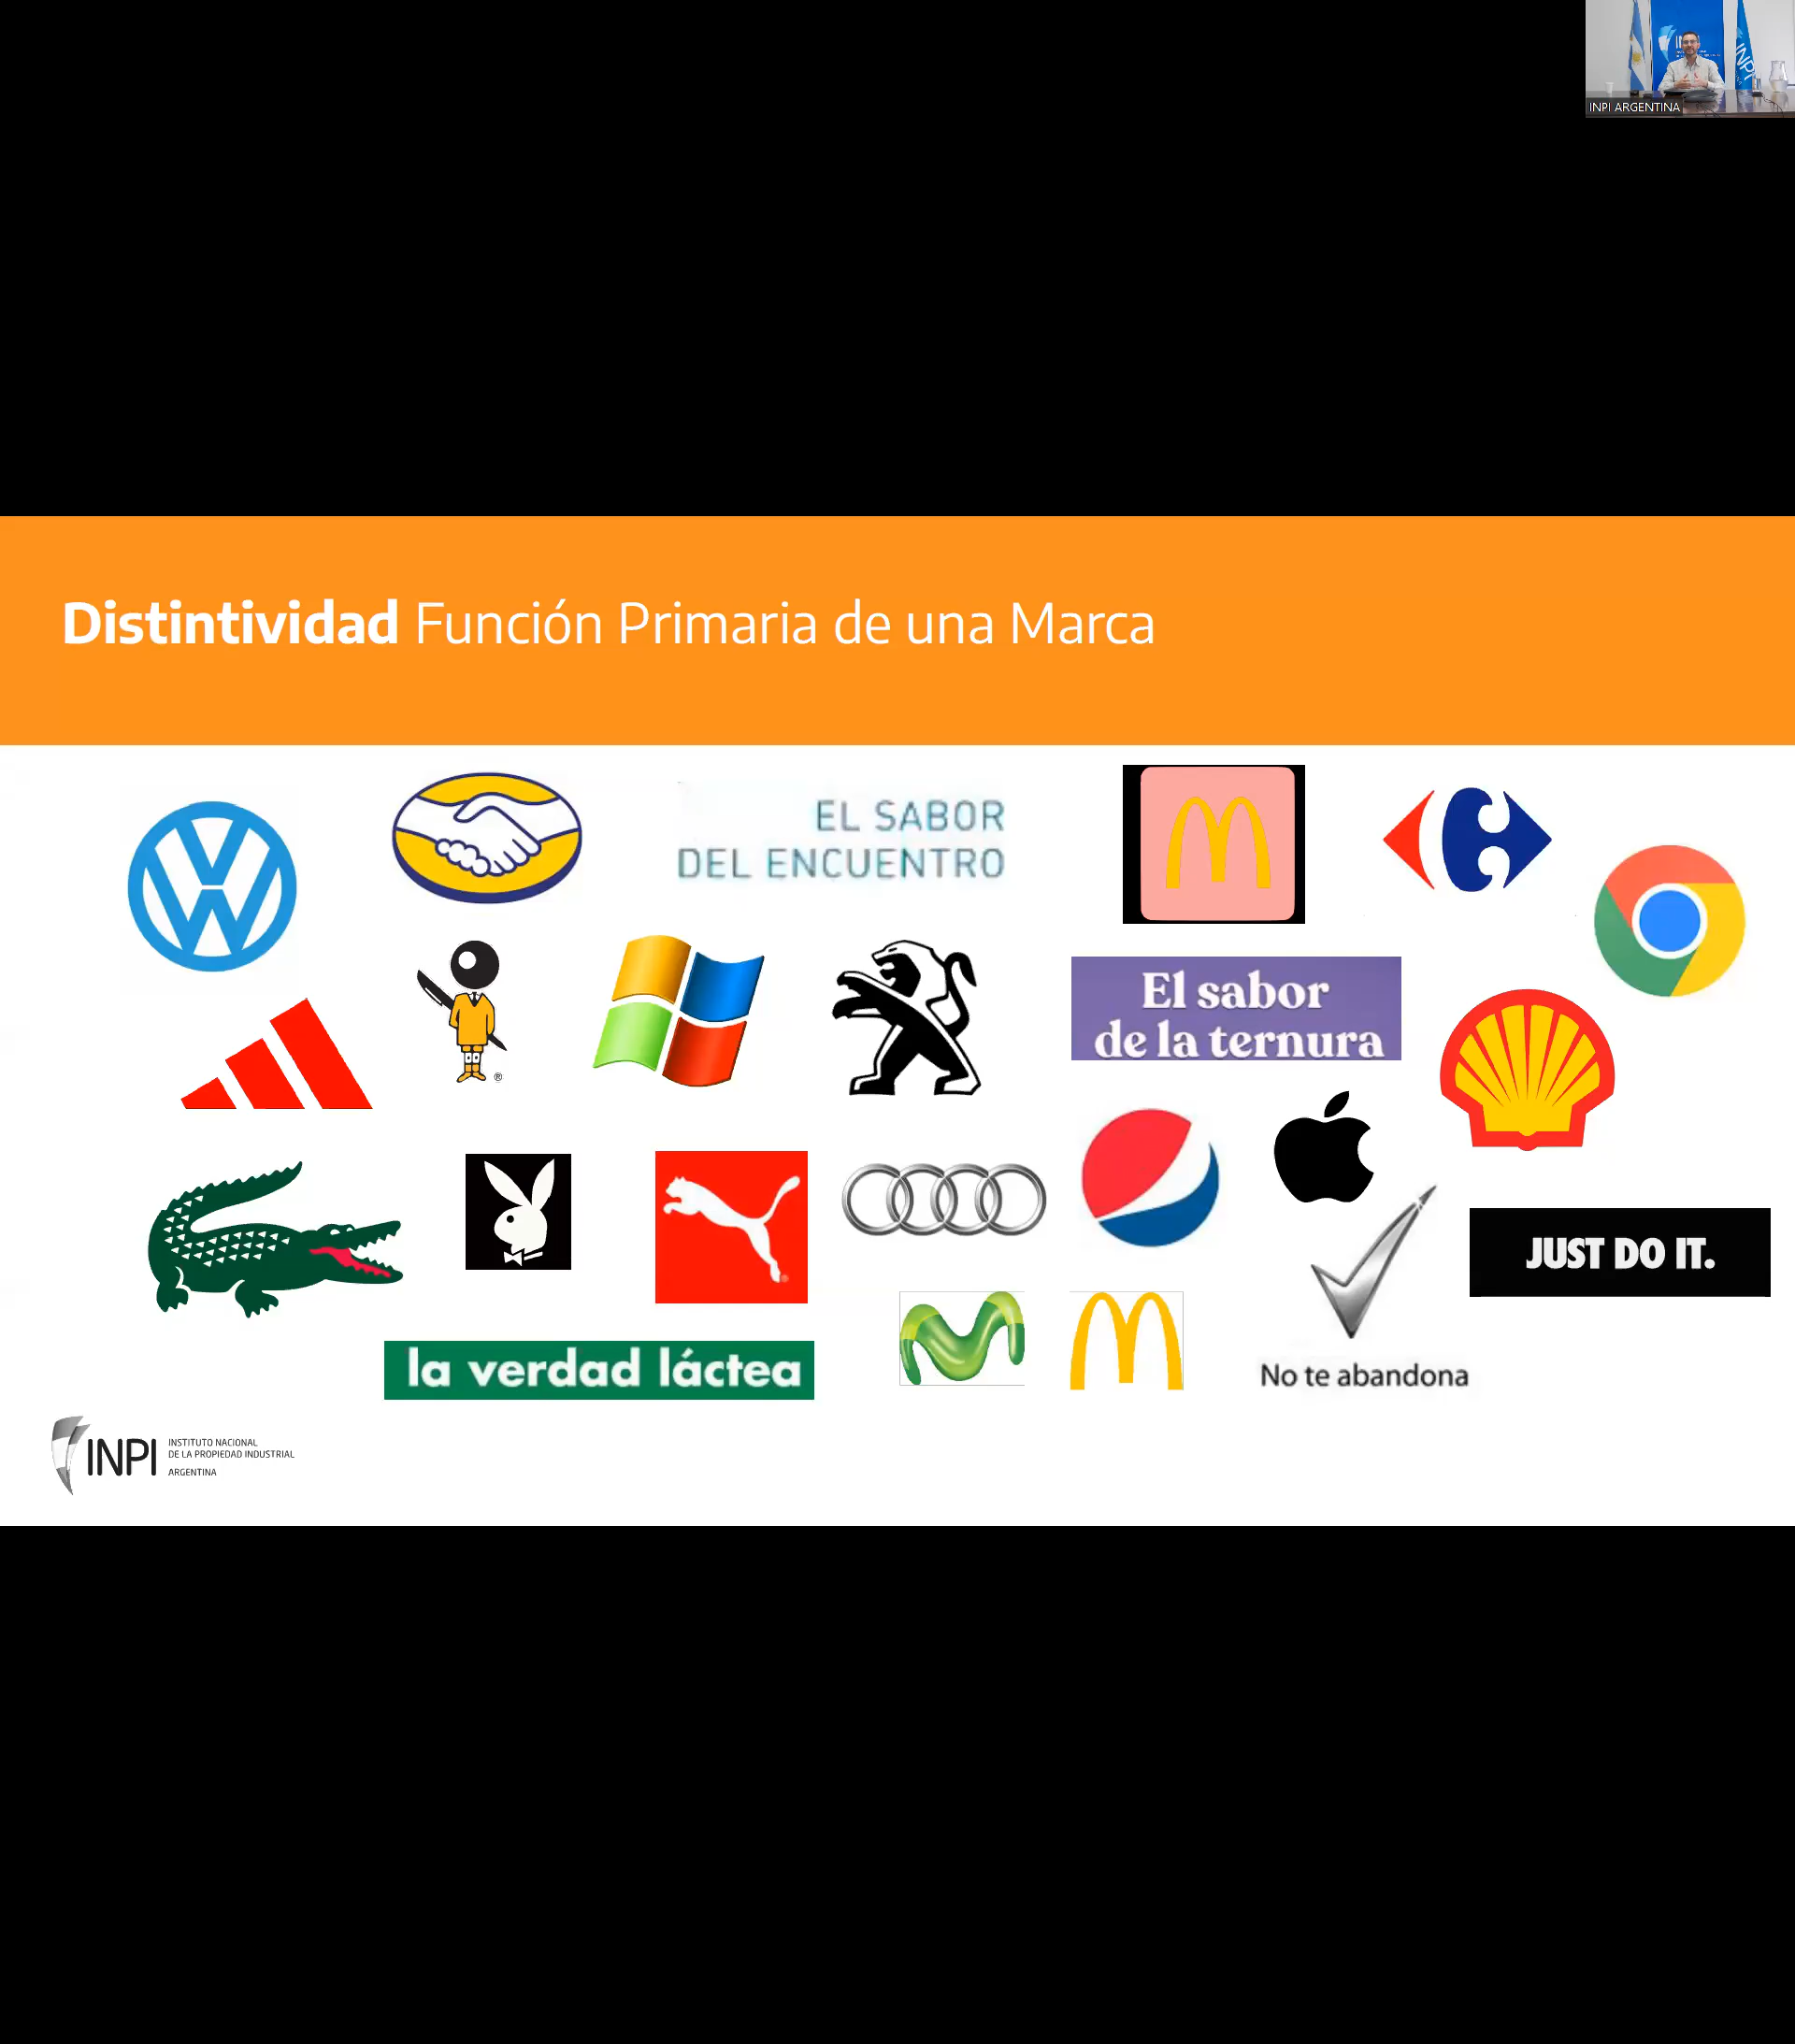 INPI ARGENTINA
Distintividad Función Primaria de una Marca
EL SABOR
DEL ENCUENTRO
El sabor
de la ternura
®
JUST DO IT.
la verdad láctea
No te abandona
INPI
INSTITUTO NACIONAL
DE LA PROPIEDAD INDUSTRIAL
ARGENTINA